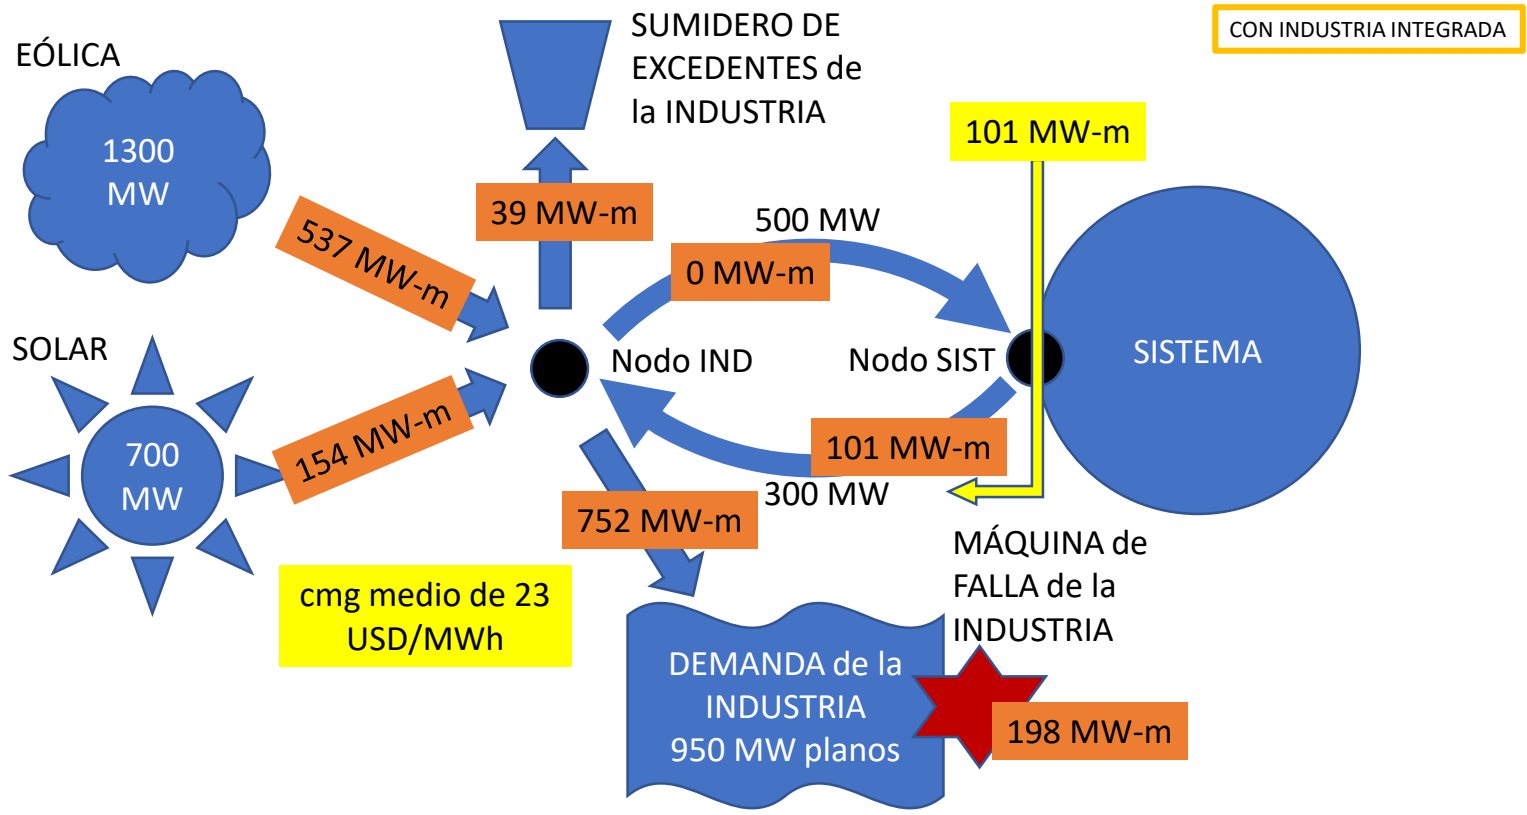 CON INDUSTRIA INTEGRADA
EÓLICA
1300
MW
SUMIDERO DE
EXCEDENTES de
la INDUSTRIA
101 MW-m
39 MW-m
537 MW-m
500 MW
0 MW-m
SOLAR
700
MW
154 MW-m
Nodo IND
Nodo SIST
SISTEMA
101 MW-m
300 MW
752 MW-m
cmg medio de 23
USD/MWh
MÁQUINA de
FALLA de la
INDUSTRIA
DEMANDA de la
INDUSTRIA
950 MW planos
198 MW-m